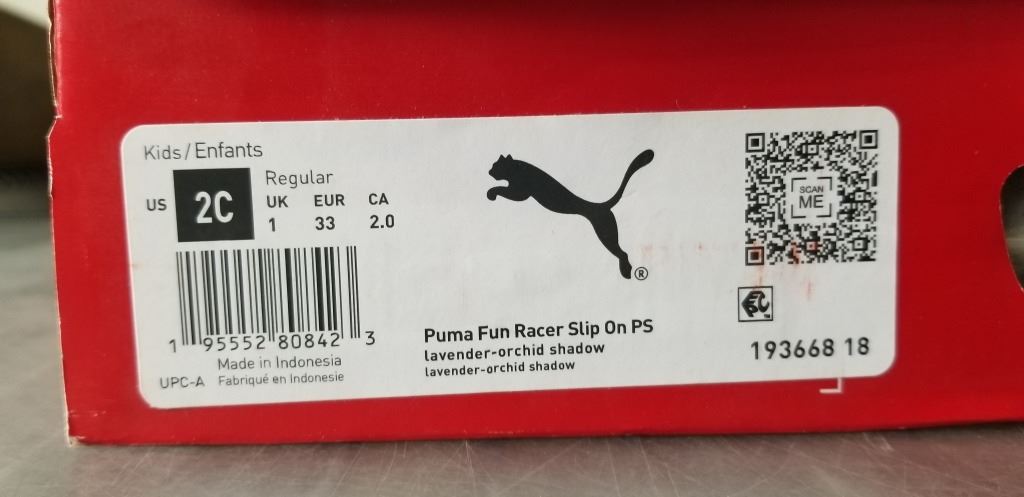 Kids/Enfants
US 2C
Regular
UK EUR CA
1 33 2.0
1 95552 80842 3
Made in Indonesia
UPC-A Fabriqué en Indonesie
®
Puma Fun Racer Slip On PS
lavender-orchid shadow
lavender-orchid shadow
SCAN
ME
EPC™
193668 18